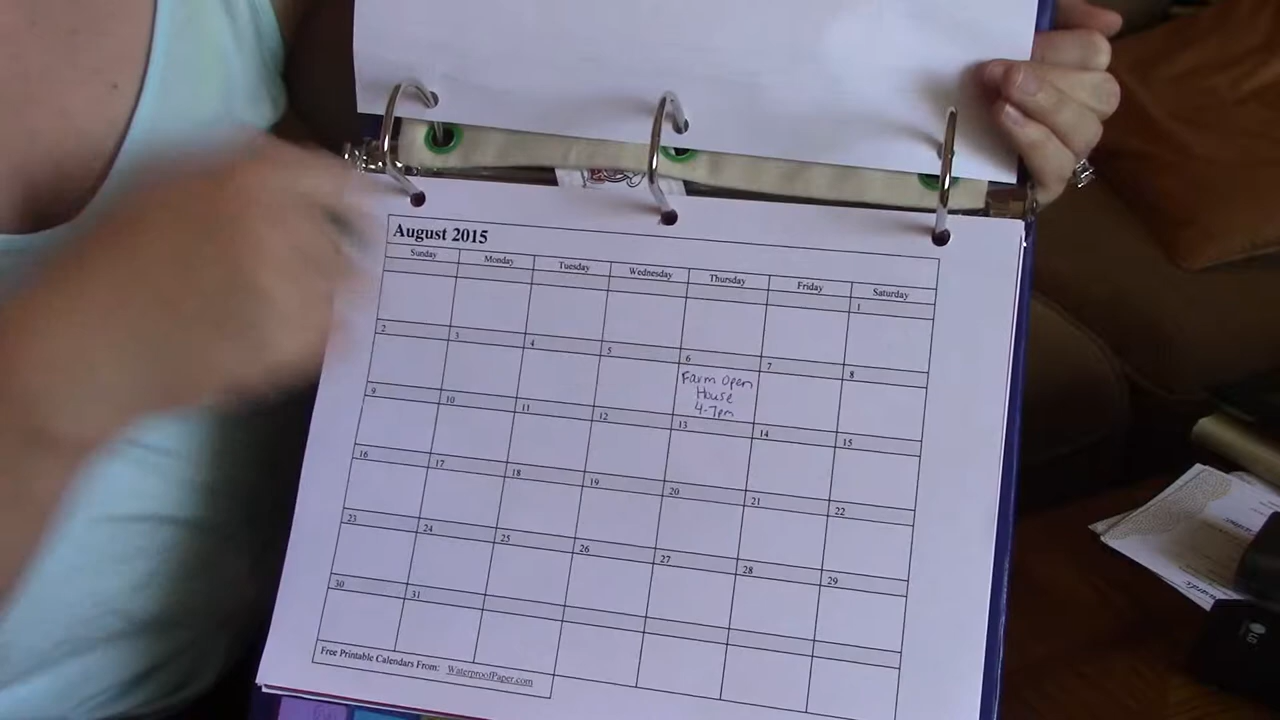 August 2015
Sunday Monday Tuesday Wednesday Thursday Friday Saturday
1
2 3 4 5 6 7 8
Farm Open
House
4-7pm
9 10 11 12 13 14 15
16 17 18 19 20 21 22
23 24 25 26 27 28 29
30 31
Free Printable Calendars From: WaterproofPaper.com
LG